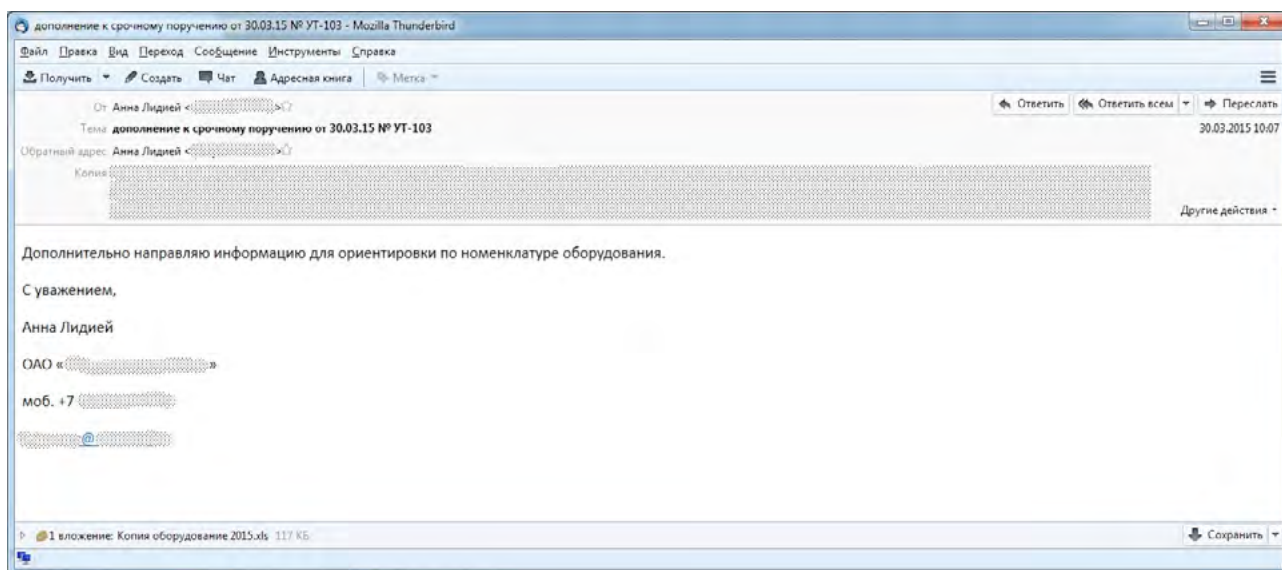 дополнение к срочному поручению от 30.03.15 № УТ-103 - Mozilla Thunderbird
Файл Правка Вид Переход Сообщение Инструменты Справка
Получить Создать Чат Адресная книга Метка
От Анна Лидией < > Ответить Ответить всем Переслать
Тема дополнение к срочному поручению от 30.03.15 № УТ-103 30.03.2015 10:07
Обратный адрес Анна Лидией < >
Копия
Другие действия
Дополнительно направляю информацию для ориентировки по номенклатуре оборудования.
С уважением,
Анна Лидией
ОАО « »
моб. +7
@
1 вложение: Копия оборудование 2015.xls 117 КБ Сохранить